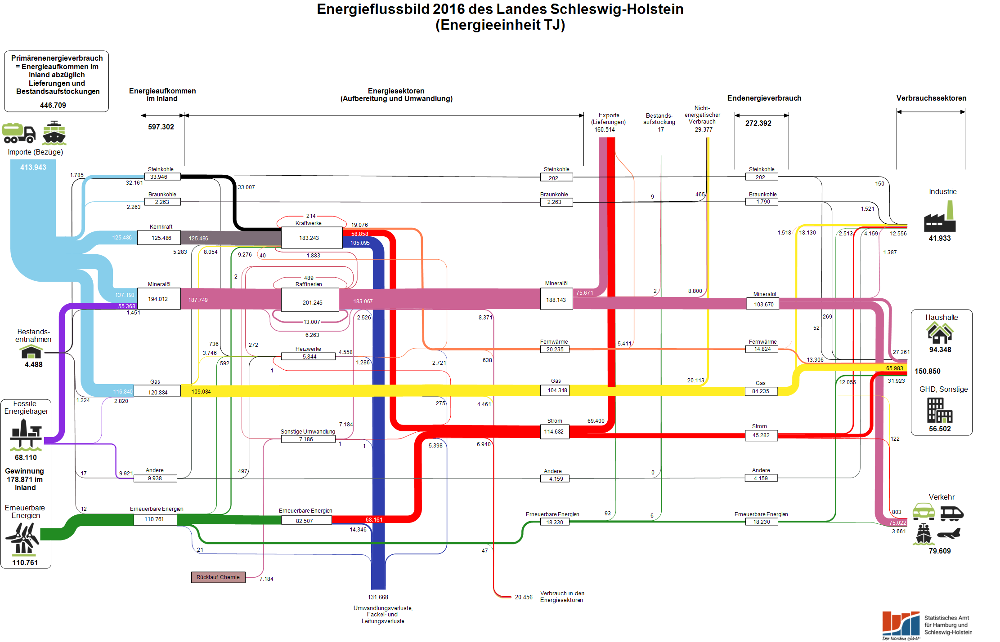 Energieflussbild 2016 des Landes Schleswig-Holstein
(Energieeinheit TJ)
Primärenenergieverbrauch
= Energieaufkommen im
Inland abzüglich
Lieferungen und
Bestandsaufstockungen
446.709
Energieaufkommen
im Inland
597.302
Energiesektoren
(Aufbereitung und Umwandlung)
Exporte
(Lieferungen)
160.514
Bestands-
aufstockung
17
Nicht-
energetischer
Verbrauch
29.377
Endenergieverbrauch
272.392
Verbrauchssektoren
Importe (Bezüge)
413.943
1.785
32.161
2.263
125.486
137.193
55.368
1.451
116.840
1.224
2.820
17
9.921
12
Bestands-
entnahmen
4.488
Fossile
Energieträger
68.110
Gewinnung
178.871 im
Inland
Erneuerbare
Energien
110.761
Steinkohle
33.946
Braunkohle
2.263
Kernkraft
125.486
Mineralöl
194.012
Gas
120.884
Andere
9.938
Erneuerbare Energien
110.761
33.007
125.486
5.283
8.054
9.276
40
2
187.749
736
3.746
592
272
109.084
497
21
214
Kraftwerke
183.243
19.076
58.858
105.095
1.883
489
Raffinerien
201.245
183.067
13.007
6.263
2.526
8.371
Heizwerke
5.844
4.558
1.286
1
2.721
638
275
4.461
7.184
Sonstige Umwandlung
7.186
1
1
5.398
6.940
Erneuerbare Energien
82.507
68.161
14.346
47
Rücklauf Chemie
7.184
131.668
Umwandlungsverluste,
Fackel- und
Leitungsverluste
20.456
Verbrauch in den
Energiesektoren
Steinkohle
202
Braunkohle
2.263
Mineralöl
188.143
Fernwärme
20.235
Gas
104.348
Strom
114.682
Andere
4.159
Erneuerbare Energien
18.330
9
465
75.671
2
8.800
5.411
20.113
69.400
0
93
6
Steinkohle
202
Braunkohle
1.790
Mineralöl
103.670
Fernwärme
14.824
Gas
84.235
Strom
45.282
Andere
4.159
Erneuerbare Energien
18.230
150
1.521
1.518
18.130
2.513
4.159
12.556
1.387
269
52
27.261
13.306
65.983
12.055
31.923
122
803
75.022
3.661
Industrie
41.933
Haushalte
94.348
150.850
GHD, Sonstige
56.502
Verkehr
79.609
Der Norden zählt
Statistisches Amt
für Hamburg und
Schleswig-Holstein